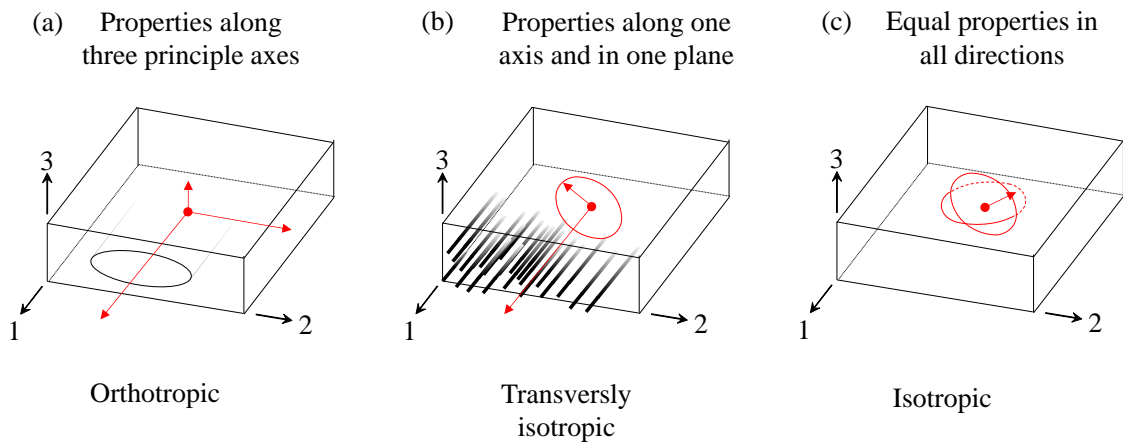 (a) Properties along
three principle axes
3
1
2
Orthotropic
(b) Properties along one
axis and in one plane
3
1
2
Transversly
isotropic
(c) Equal properties in
all directions
3
1
2
Isotropic